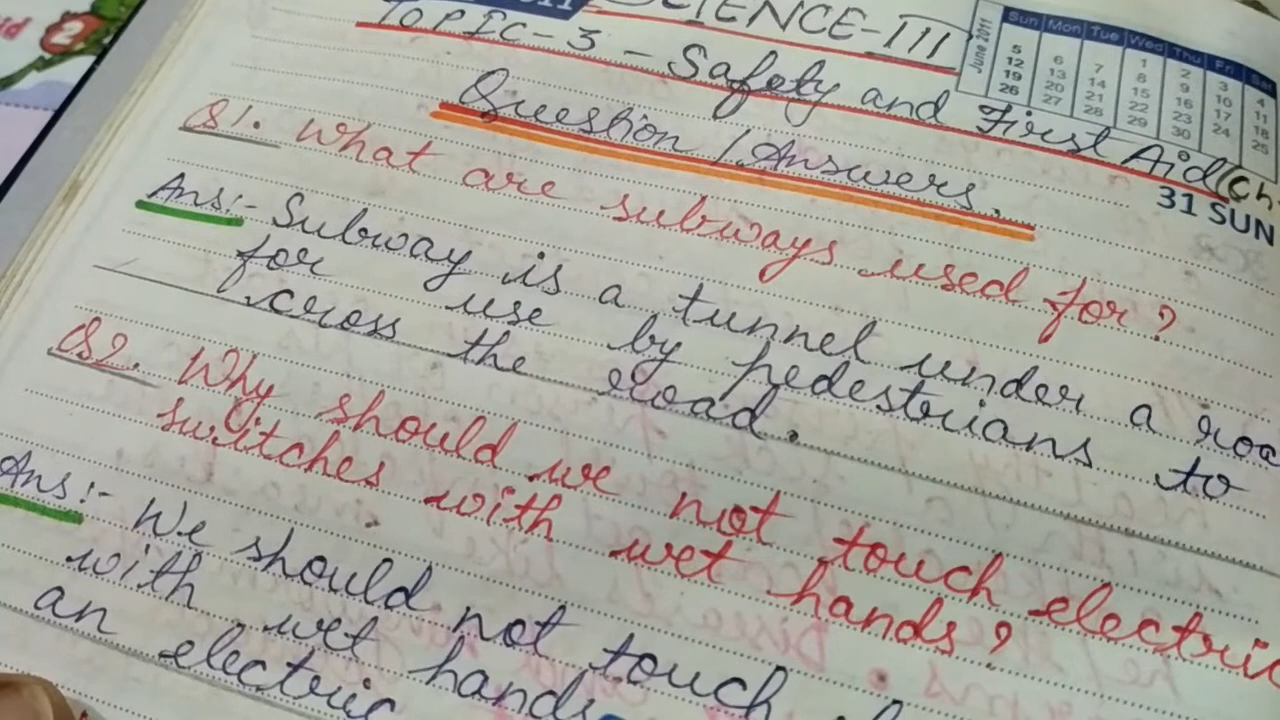 SCIENCE-III
TOPIC-3 - Safety and First Aid (Ch.
Question / Answers.
June 2011
Sun Mon Tue Wed Thu Fri Sat
1 2 3 4
5 6 7 8 9 10 11
12 13 14 15 16 17 18
19 20 21 22 23 24 25
26 27 28 29 30
31 SUN
2
Q1. What are subways used for?
Ans:- Subway is a tunnel under a roa
for use by pedestrians to
cross the road.
Q2. Why should we not touch electric
switches with wet hands?
Ans:- We should not touch
with wet hands
an electric